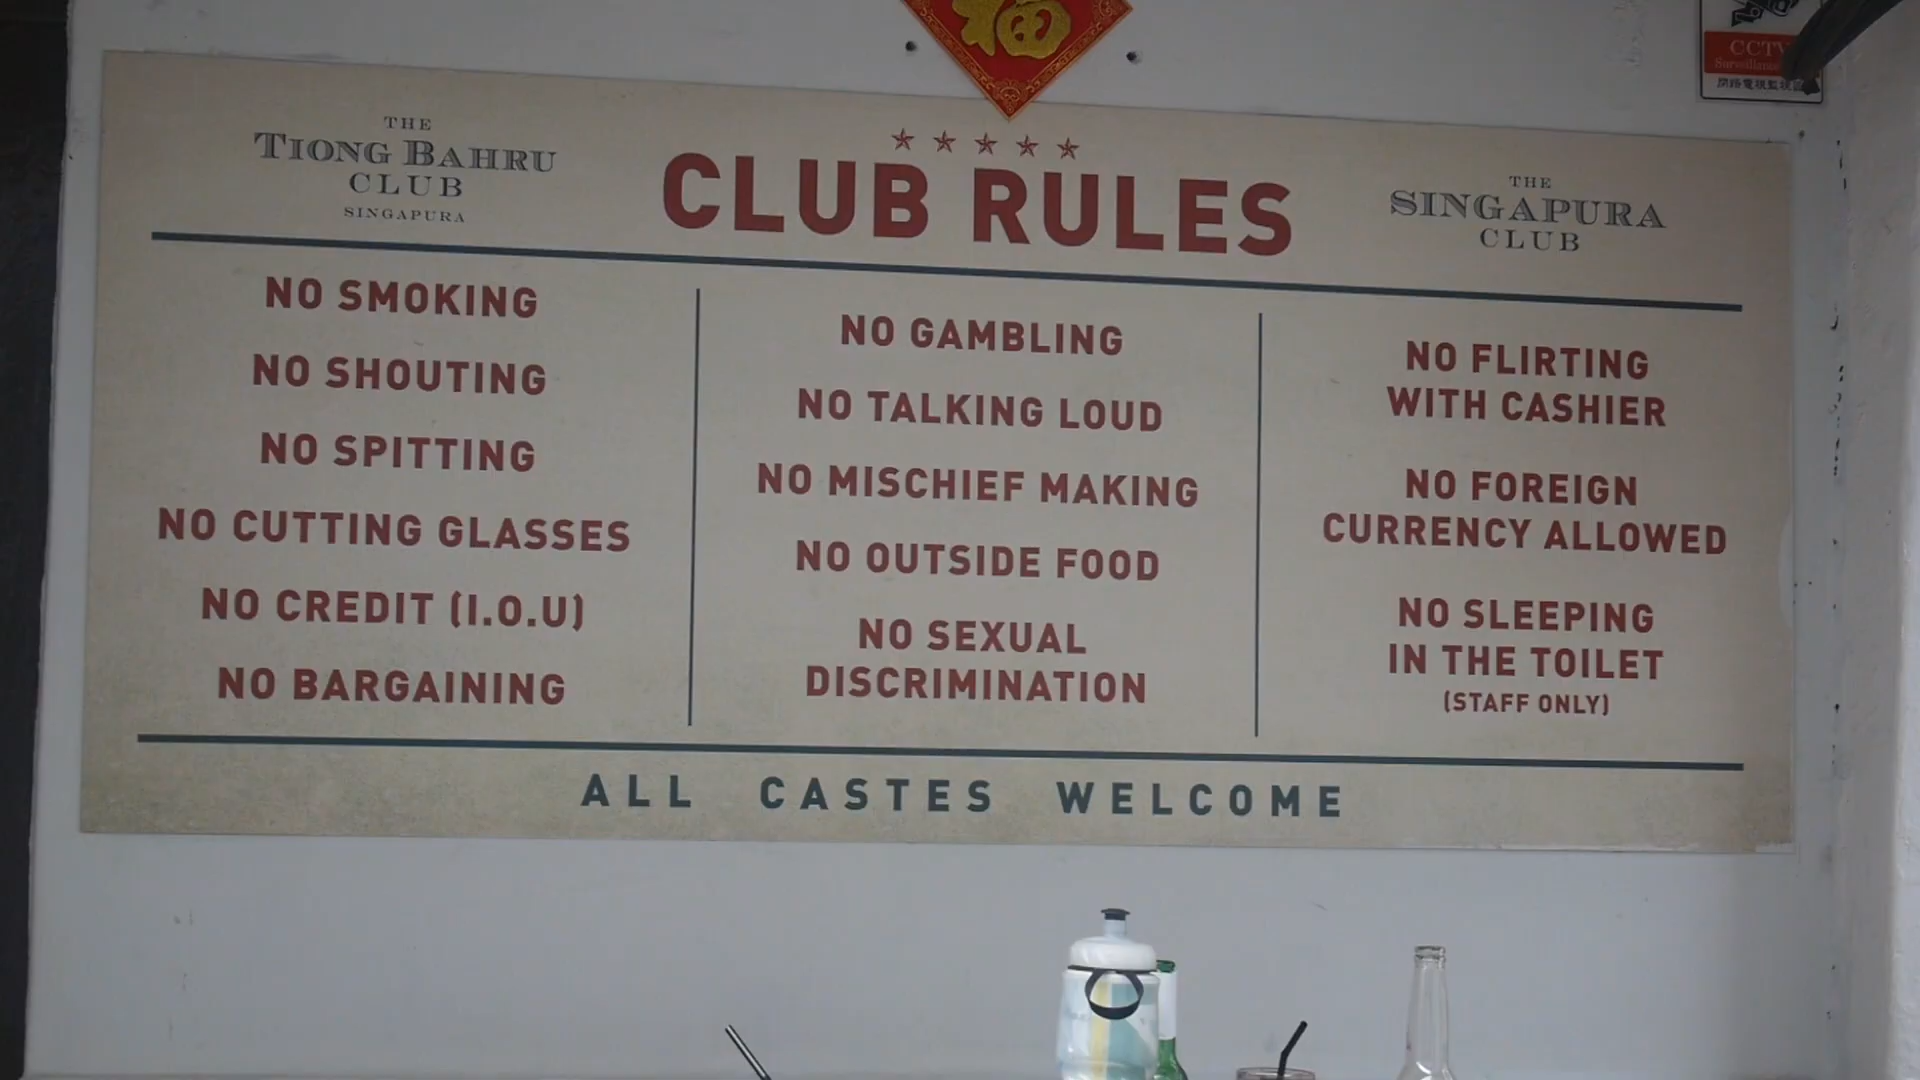 福
CCTV
THE
TIONG BAHRU
CLUB
SINGAPURA
CLUB RULES
THE
SINGAPURA
CLUB
NO SMOKING
NO SHOUTING
NO SPITTING
NO CUTTING GLASSES
NO CREDIT (I.O.U)
NO BARGAINING
NO GAMBLING
NO TALKING LOUD
NO MISCHIEF MAKING
NO OUTSIDE FOOD
NO SEXUAL
DISCRIMINATION
NO FLIRTING
WITH CASHIER
NO FOREIGN
CURRENCY ALLOWED
NO SLEEPING
IN THE TOILET
(STAFF ONLY)
ALL CASTES WELCOME